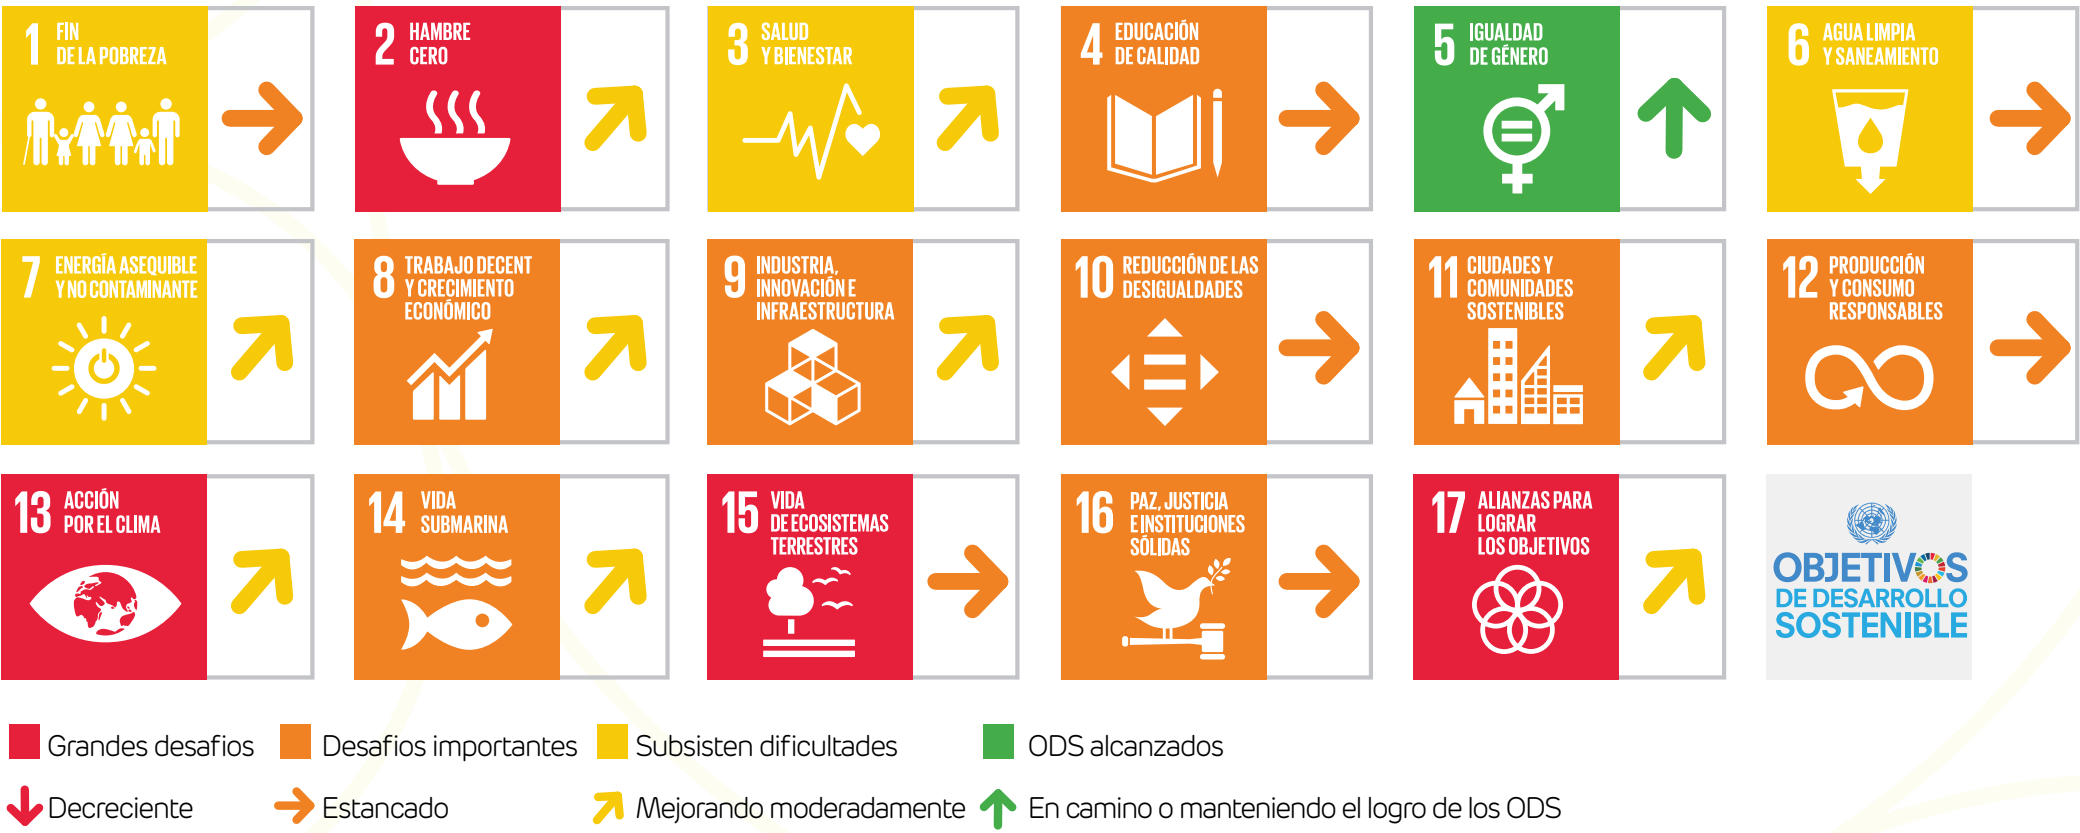 1 FIN
DE LA POBREZA
2 HAMBRE
CERO
3 SALUD
Y BIENESTAR
4 EDUCACIÓN
DE CALIDAD
5 IGUALDAD
DE GÉNERO
6 AGUA LIMPIA
Y SANEAMIENTO
7 ENERGÍA ASEQUIBLE
Y NO CONTAMINANTE
8 TRABAJO DECENT
Y CRECIMIENTO
ECONÓMICO
9 INDUSTRIA,
INNOVACIÓN E
INFRAESTRUCTURA
10 REDUCCIÓN DE LAS
DESIGUALDADES
11 CIUDADES Y
COMUNIDADES
SOSTENIBLES
12 PRODUCCIÓN
Y CONSUMO
RESPONSABLES
13 ACCIÓN
POR EL CLIMA
14 VIDA
SUBMARINA
15 VIDA
DE ECOSISTEMAS
TERRESTRES
16 PAZ, JUSTICIA
E INSTITUCIONES
SÓLIDAS
17 ALIANZAS PARA
LOGRAR
LOS OBJETIVOS
OBJETIVOS
DE DESARROLLO
SOSTENIBLE
Grandes desafios
Desafios importantes
Subsisten dificultades
ODS alcanzados
Decreciente
Estancado
Mejorando moderadamente
En camino o manteniendo el logro de los ODS